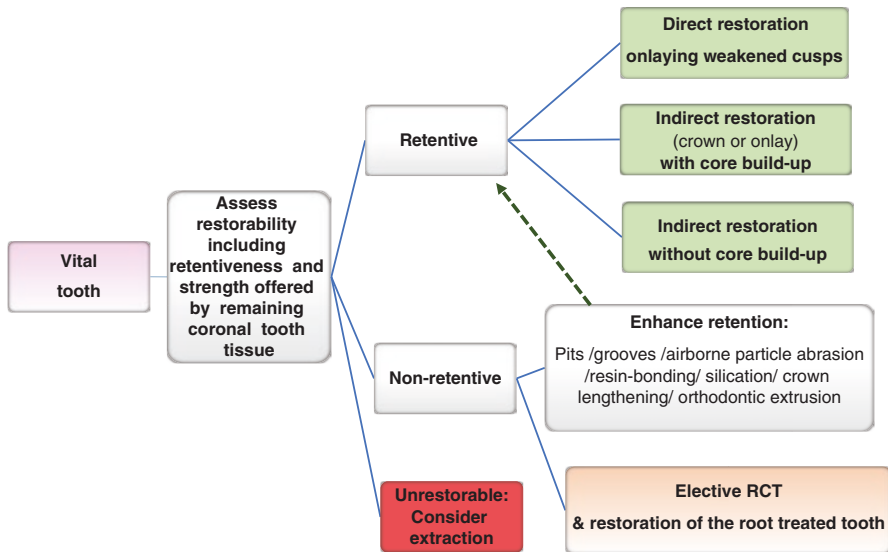 Vital
tooth
Assess
restorability
including
retentiveness and
strength offered
by remaining
coronal tooth
tissue
Retentive
Direct restoration
onlaying weakened cusps
Indirect restoration
(crown or onlay)
with core build-up
Indirect restoration
without core build-up
Non-retentive
Enhance retention:
Pits /grooves /airborne particle abrasion
/resin-bonding/ silication/ crown
lengthening/ orthodontic extrusion
Elective RCT
& restoration of the root treated tooth
Unrestorable:
Consider
extraction